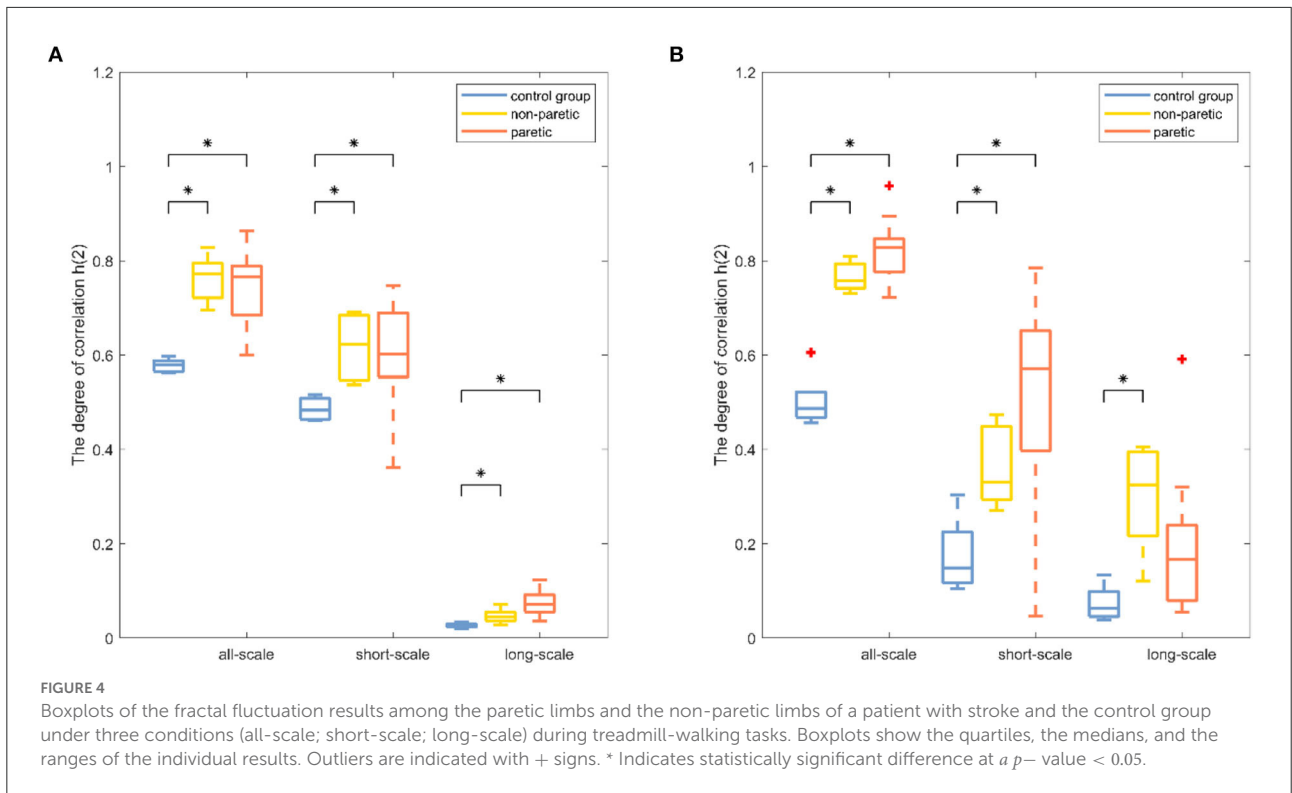 A
The degree of correlation h(2)
1.2
1
0.8
0.6
0.4
0.2
0
control group
non-paretic
paretic
*
*
*
*
*
*
all-scale
short-scale
long-scale
B
The degree of correlation h(2)
1.2
1
0.8
0.6
0.4
0.2
0
control group
non-paretic
paretic
*
*
*
*
*
all-scale
short-scale
long-scale
FIGURE 4
Boxplots of the fractal fluctuation results among the paretic limbs and the non-paretic limbs of a patient with stroke and the control group
under three conditions (all-scale; short-scale; long-scale) during treadmill-walking tasks. Boxplots show the quartiles, the medians, and the
ranges of the individual results. Outliers are indicated with + signs. * Indicates statistically significant difference at a p− value < 0.05.